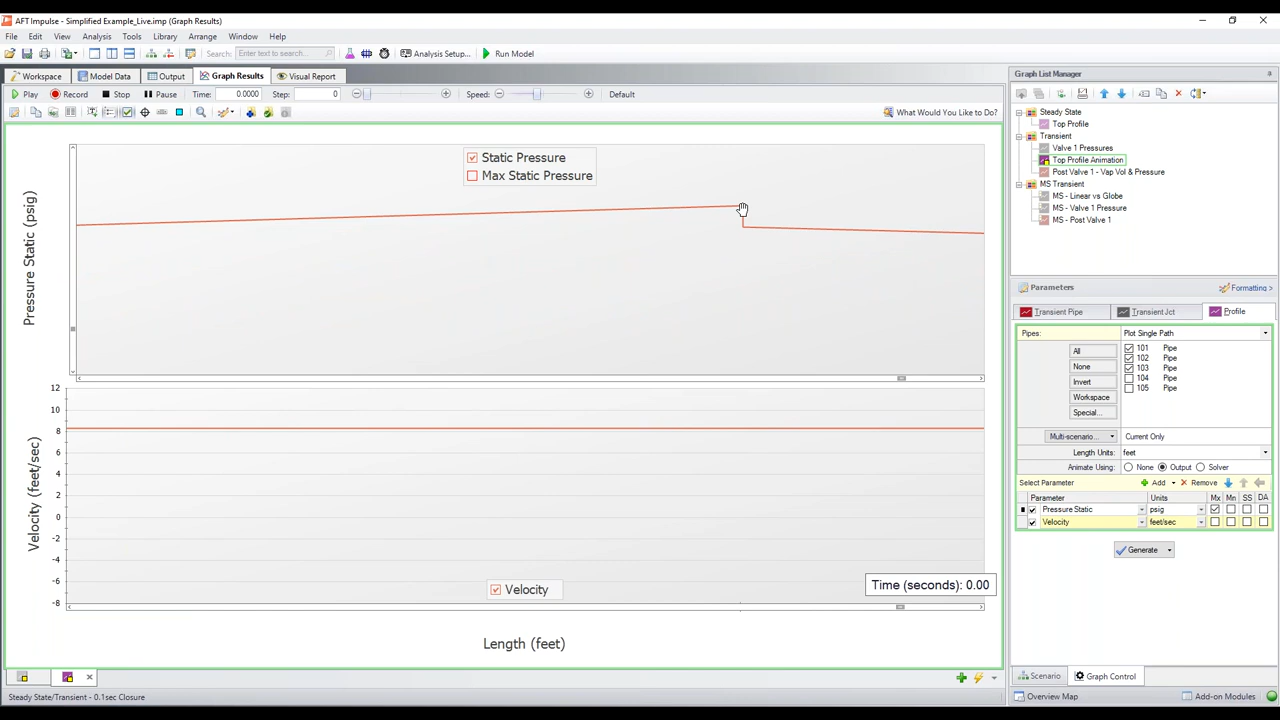 AFT Impulse - Simplified Example_Live.imp (Graph Results)
File Edit View Analysis Tools Library Arrange Window Help
Search: Enter text to search... Analysis Setup... Run Model
Workspace Model Data Output Graph Results Visual Report
Play Record Stop Pause Time: 0.0000 Step: 0 Speed: Default
What Would You Like to Do?
Static Pressure
Max Static Pressure
Pressure Static (psig)
12
10
8
6
4
2
0
-2
-4
-6
-8
Velocity (feet/sec)
Velocity
Time (seconds): 0.00
Length (feet)
Steady State/Transient - 0.1sec Closure
Graph List Manager
Steady State
Top Profile
Transient
Valve 1 Pressures
Top Profile Animation
Post Valve 1 - Vap Vol & Pressure
MS Transient
MS - Linear vs Globe
MS - Valve 1 Pressure
MS - Post Valve 1
Parameters Formatting >
Transient Pipe Transient Jct Profile
Pipes: Plot Single Path
All
None
Invert
Workspace
Special...
101 Pipe
102 Pipe
103 Pipe
104 Pipe
105 Pipe
Multi-scenario... Current Only
Length Units: feet
Animate Using: None Output Solver
Select Parameter Add Remove
Parameter Units Mx Mn SS DA
Pressure Static psig
Velocity feet/sec
Generate
Scenario Graph Control
Overview Map Add-on Modules